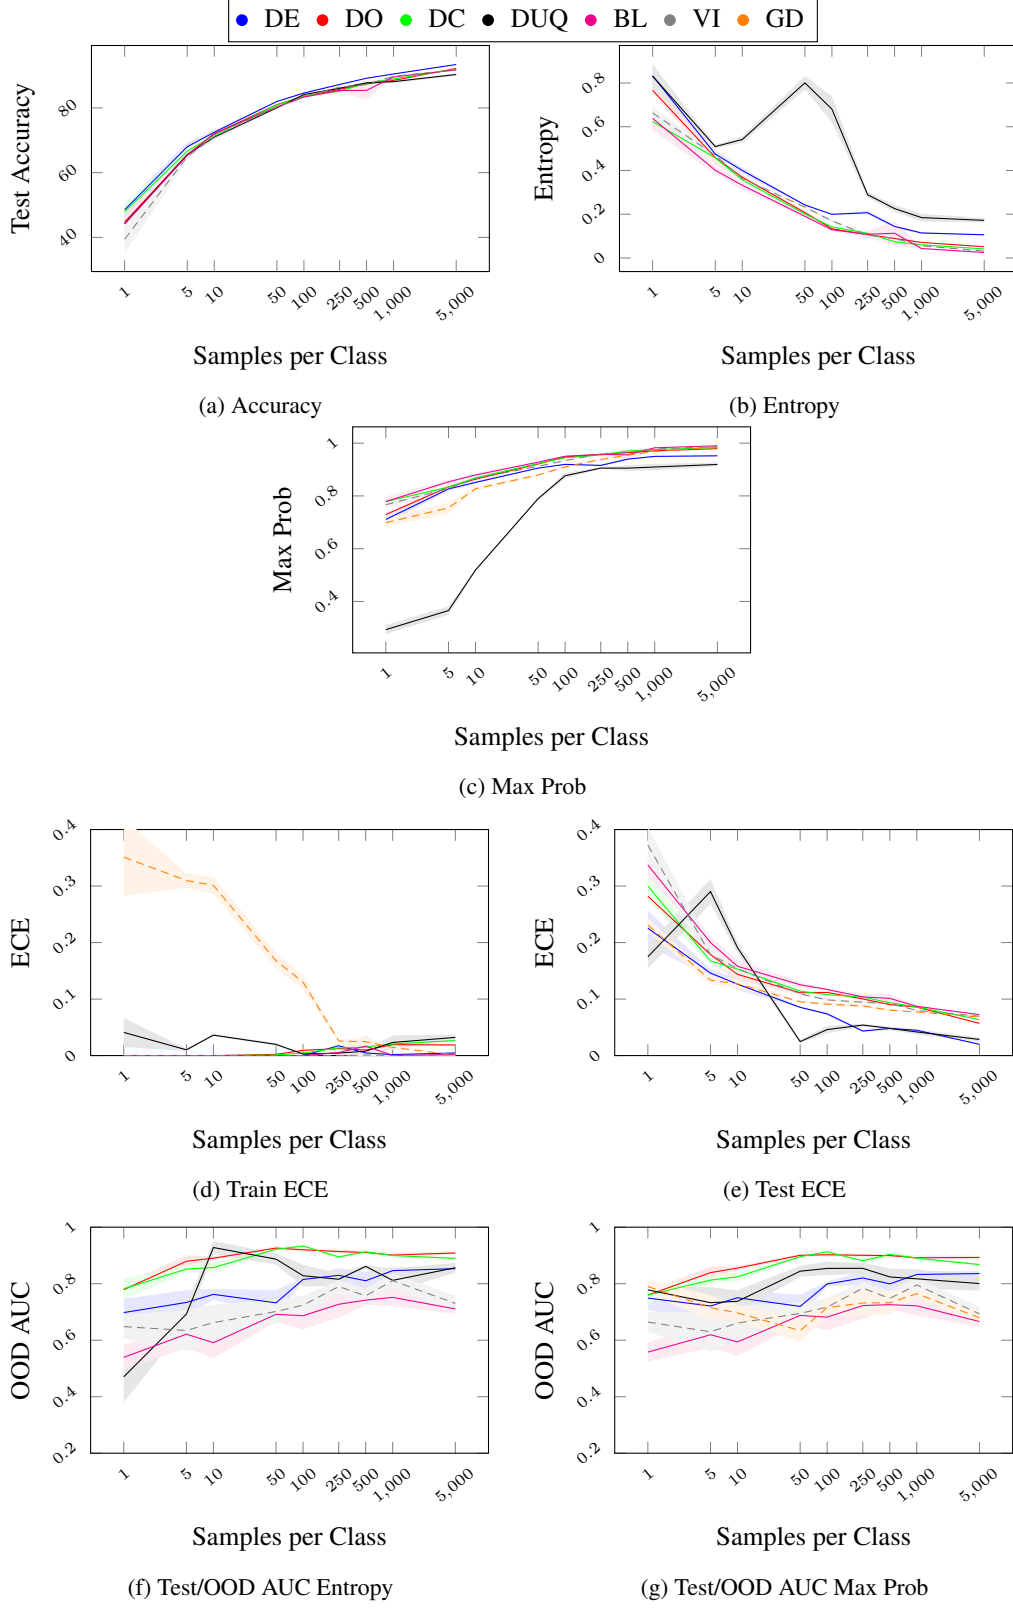 DE DO DC DUQ BL VI GD
Test Accuracy
80
60
40
1 5 10 50 100 250 500 1,000 5,000
Samples per Class
(a) Accuracy
Entropy
0.8
0.6
0.4
0.2
0
1 5 10 50 100 250 500 1,000 5,000
Samples per Class
(b) Entropy
Max Prob
1
0.8
0.6
0.4
1 5 10 50 100 250 500 1,000 5,000
Samples per Class
(c) Max Prob
ECE
0.4
0.3
0.2
0.1
0
1 5 10 50 100 250 500 1,000 5,000
Samples per Class
(d) Train ECE
ECE
0.4
0.3
0.2
0.1
0
1 5 10 50 100 250 500 1,000 5,000
Samples per Class
(e) Test ECE
OOD AUC
1
0.8
0.6
0.4
0.2
1 5 10 50 100 250 500 1,000 5,000
Samples per Class
(f) Test/OOD AUC Entropy
OOD AUC
1
0.8
0.6
0.4
0.2
1 5 10 50 100 250 500 1,000 5,000
Samples per Class
(g) Test/OOD AUC Max Prob